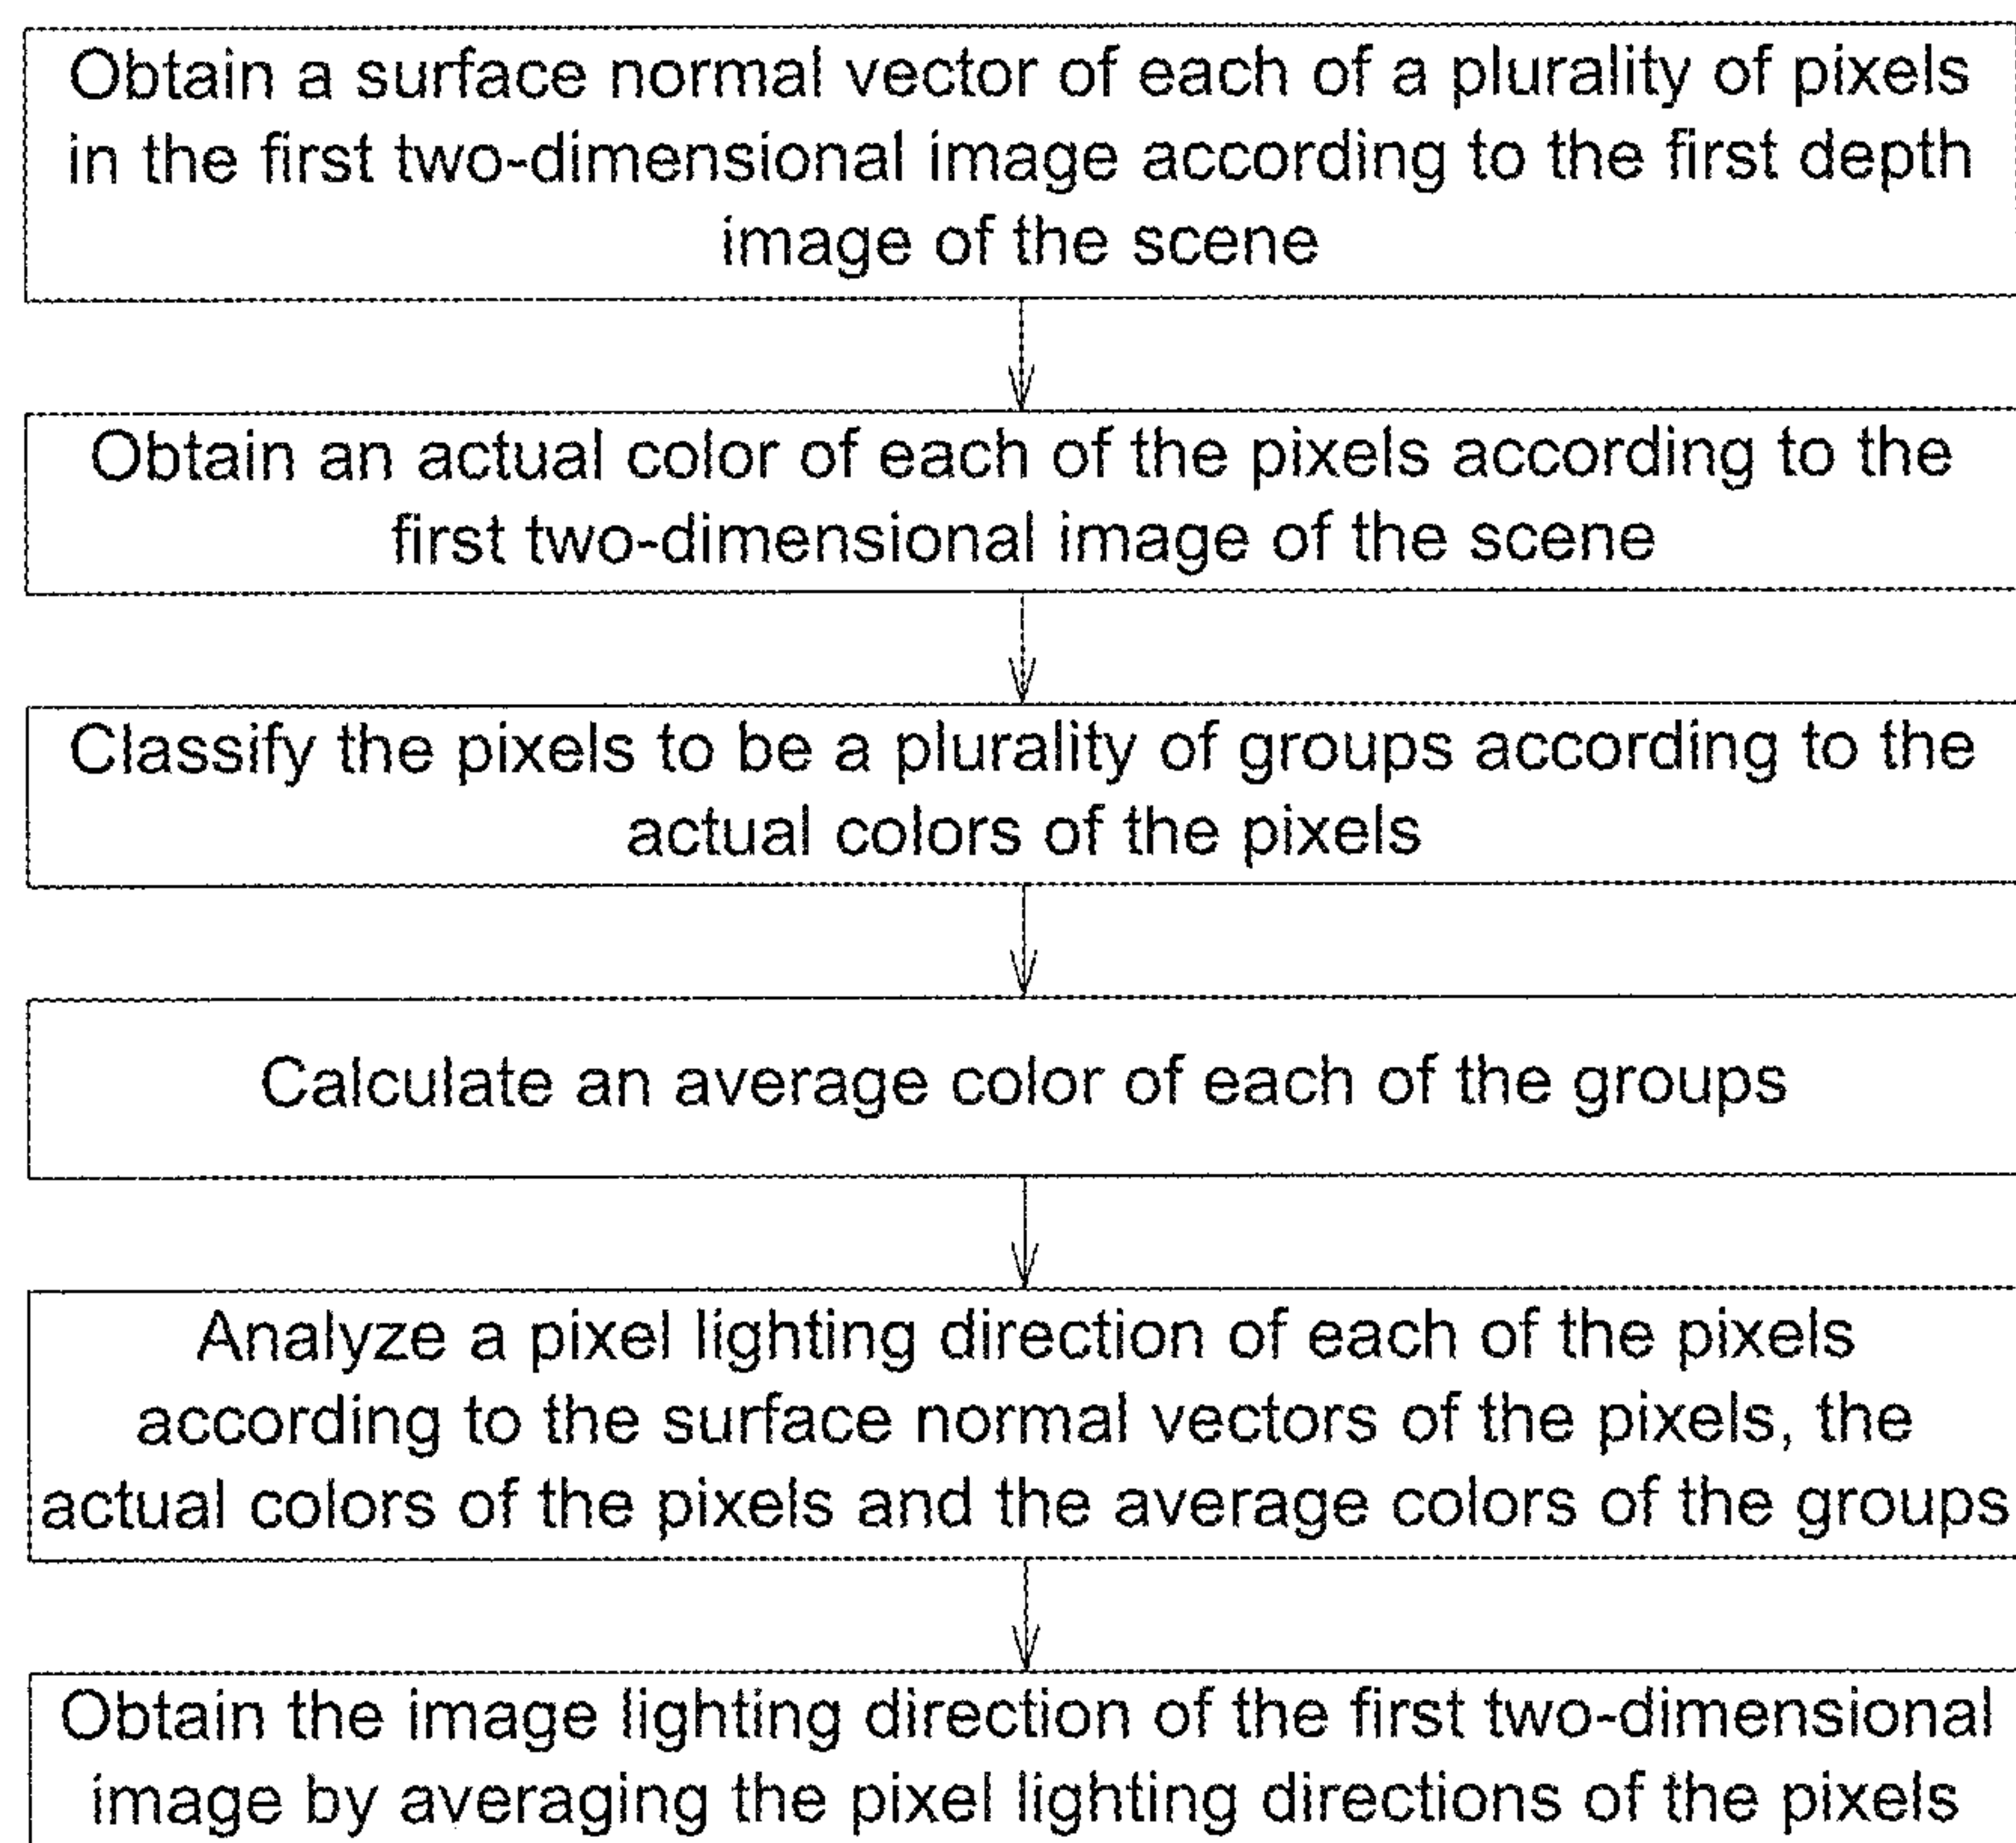 Obtain a surface normal vector of each of a plurality of pixels
in the first two-dimensional image according to the first depth
image of the scene
Obtain an actual color of each of the pixels according to the
first two-dimensional image of the scene
Classify the pixels to be a plurality of groups according to the
actual colors of the pixels
Calculate an average color of each of the groups
Analyze a pixel lighting direction of each of the pixels
according to the surface normal vectors of the pixels, the
actual colors of the pixels and the average colors of the groups
Obtain the image lighting direction of the first two-dimensional
image by averaging the pixel lighting directions of the pixels